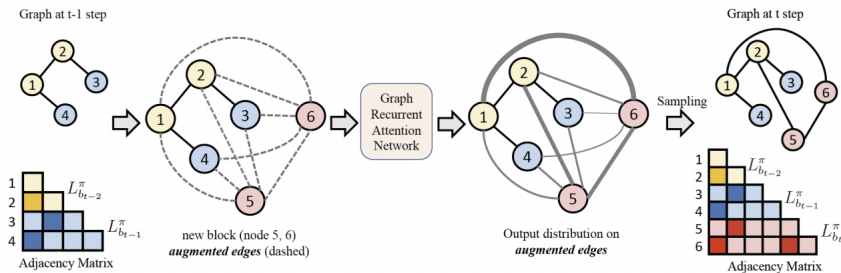 Graph at t-1 step
2
1
3
4
1
2
3
4
L^π_{b_{t-2}}
L^π_{b_{t-1}}
Adjacency Matrix
2
1
3
6
4
5
new block (node 5, 6)
augmented edges (dashed)
Graph
Recurrent
Attention
Network
2
1
3
6
4
5
Output distribution on
augmented edges
Sampling
Graph at t step
2
1
3
6
4
5
1
2
3
4
5
6
L^π_{b_{t-2}}
L^π_{b_{t-1}}
L^π_{b_t}
Adjacency Matrix